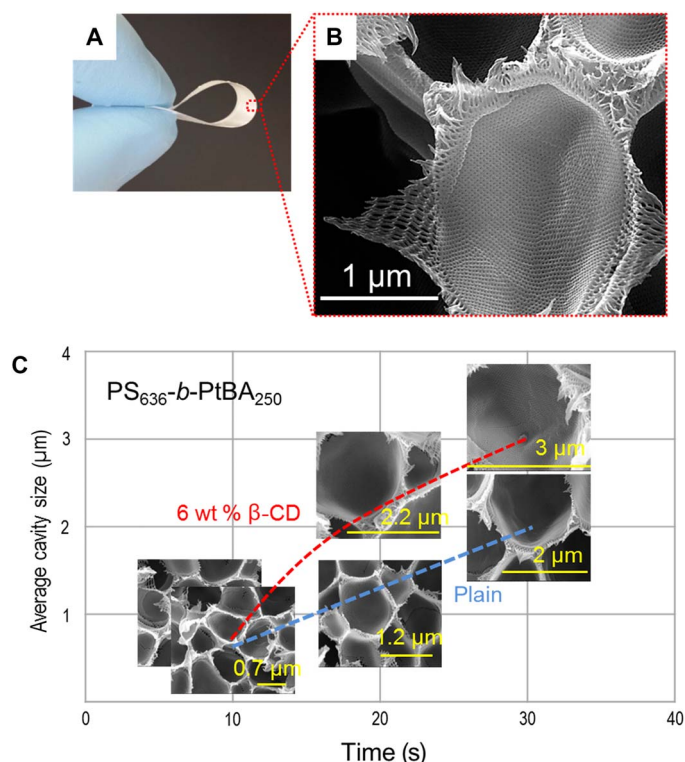 A
B
1 μm
C
PS636-b-PtBA250
Average cavity size (μm)
4
3
2
1
3 μm
6 wt % β-CD
2.2 μm
2 μm
Plain
1.2 μm
0.7 μm
0
10
20
30
40
Time (s)